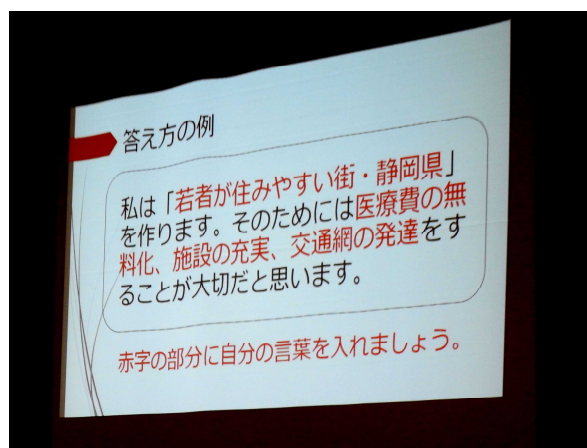 答え方の例
私は「若者が住みやすい街・静岡県」
を作ります。そのためには医療費の無
料化、施設の充実、交通網の発達をす
ることが大切だと思います。
赤字の部分に自分の言葉を入れましょう。